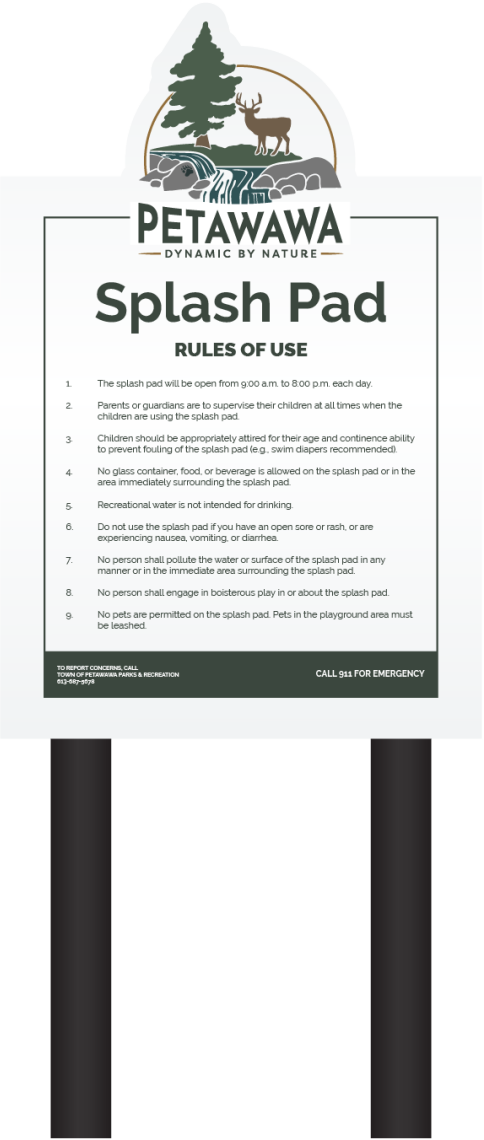 PETAWAWA
DYNAMIC BY NATURE
Splash Pad
RULES OF USE
1. The splash pad will be open from 9:00 a.m. to 8:00 p.m. each day.
2. Parents or guardians are to supervise their children at all times when the
children are using the splash pad.
3. Children should be appropriately attired for their age and continence ability
to prevent fouling of the splash pad (e.g., swim diapers recommended).
4. No glass container, food, or beverage is allowed on the splash pad or in the
area immediately surrounding the splash pad.
5. Recreational water is not intended for drinking.
6. Do not use the splash pad if you have an open sore or rash, or are
experiencing nausea, vomiting, or diarrhea.
7. No person shall pollute the water or surface of the splash pad in any
manner or in the immediate area surrounding the splash pad.
8. No person shall engage in boisterous play in or about the splash pad.
9. No pets are permitted on the splash pad. Pets in the playground area must
be leashed.
TO REPORT CONCERNS, CALL
TOWN OF PETAWAWA PARKS & RECREATION
613-687-5678
CALL 911 FOR EMERGENCY